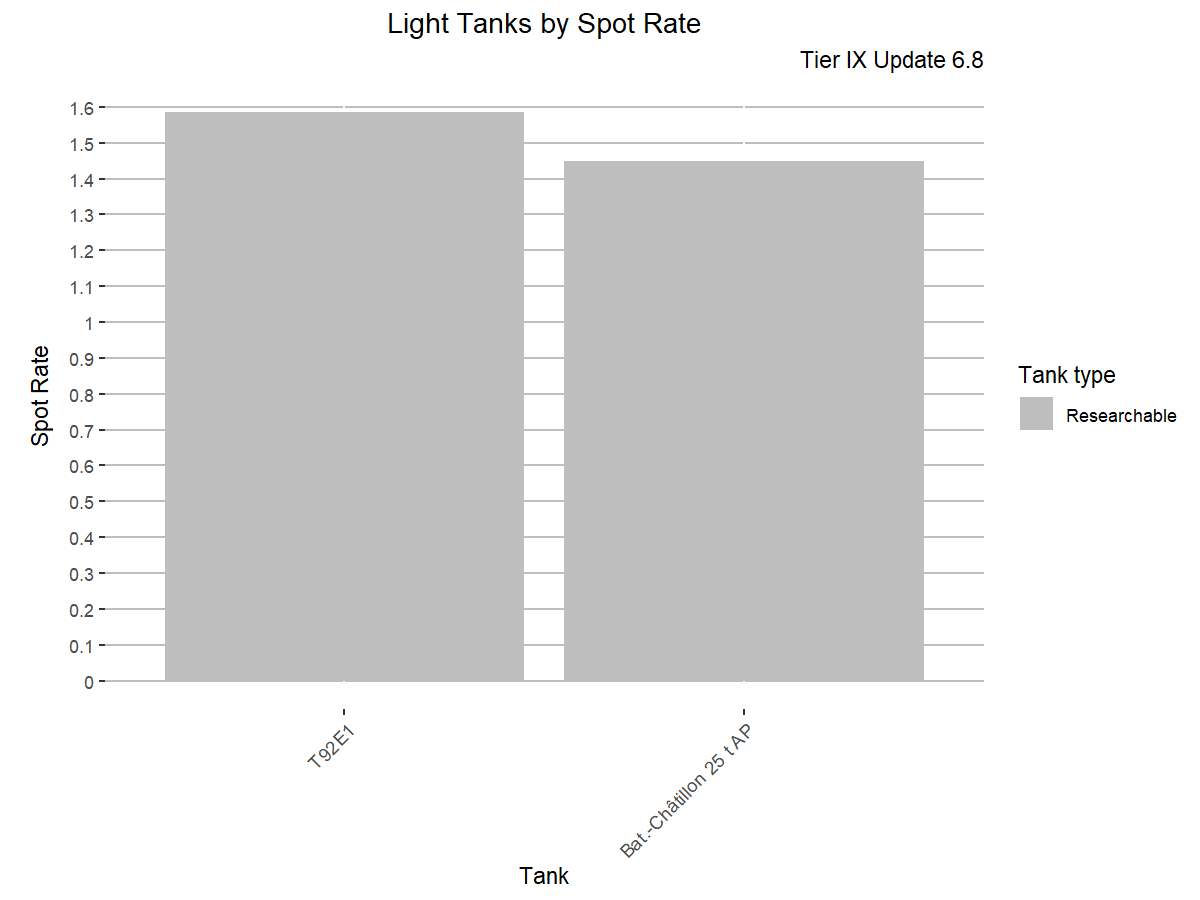 Light Tanks by Spot Rate
Tier IX Update 6.8
1.6
1.5
1.4
1.3
1.2
1.1
1
0.9
0.8
0.7
0.6
0.5
0.4
0.3
0.2
0.1
0
Spot Rate
T92E1
Bat.-Châtillon 25 t AP
Tank
Tank type
Researchable